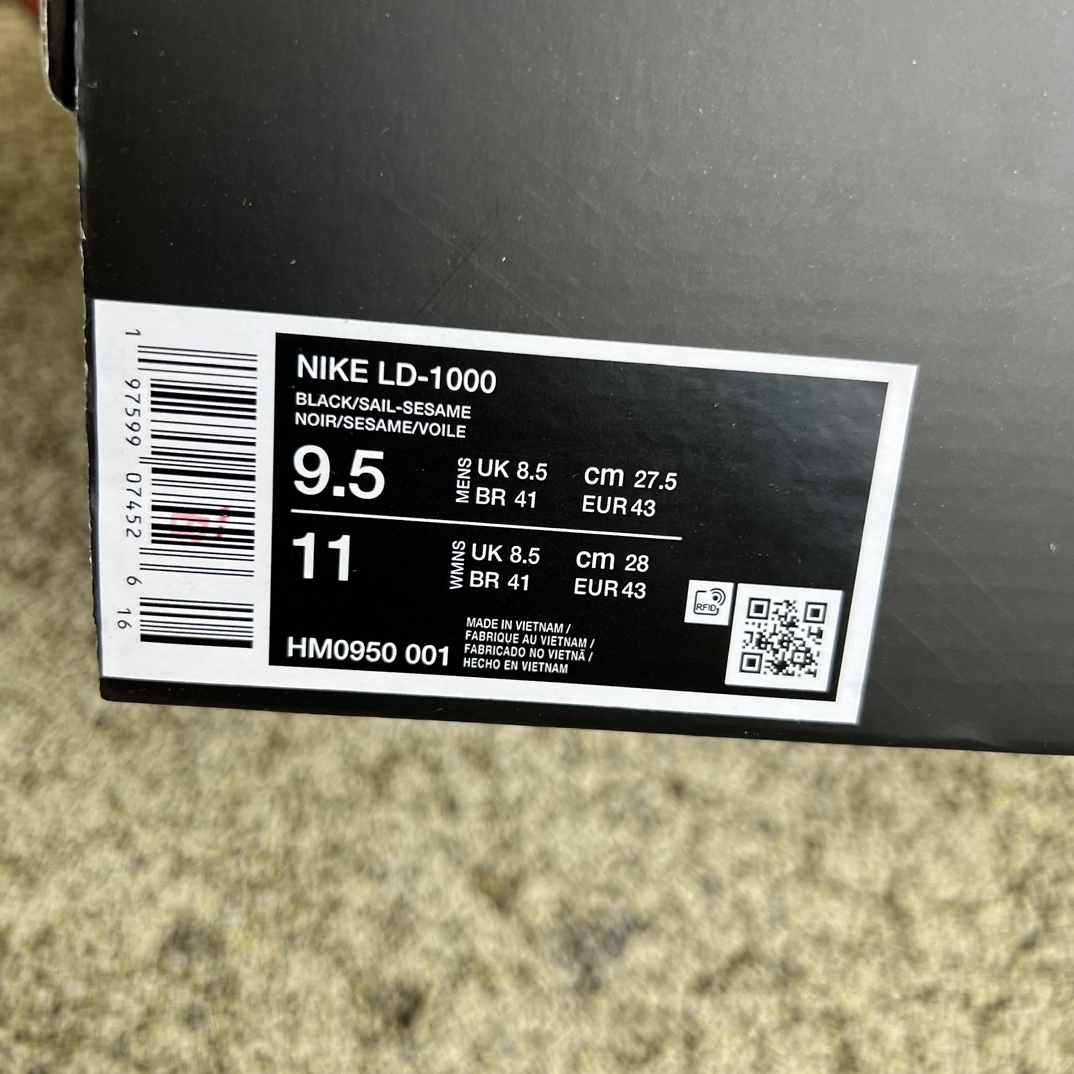 1 97599 07452 6 16
NIKE LD-1000
BLACK/SAIL-SESAME
NOIR/SESAME/VOILE
9.5 MENS UK 8.5 cm 27.5
BR 41 EUR 43
11 WMNS UK 8.5 cm 28
BR 41 EUR 43
RFID
HM0950 001
MADE IN VIETNAM /
FABRIQUE AU VIETNAM /
FABRICADO NO VIETNÃ /
HECHO EN VIETNAM